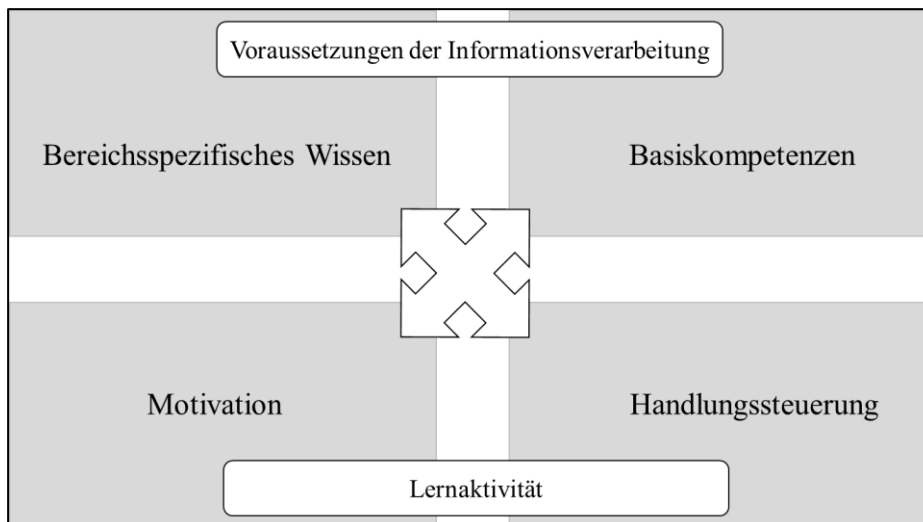 Voraussetzungen der Informationsverarbeitung
Bereichsspezifisches Wissen
Basiskompetenzen
Motivation
Handlungssteuerung
Lernaktivität